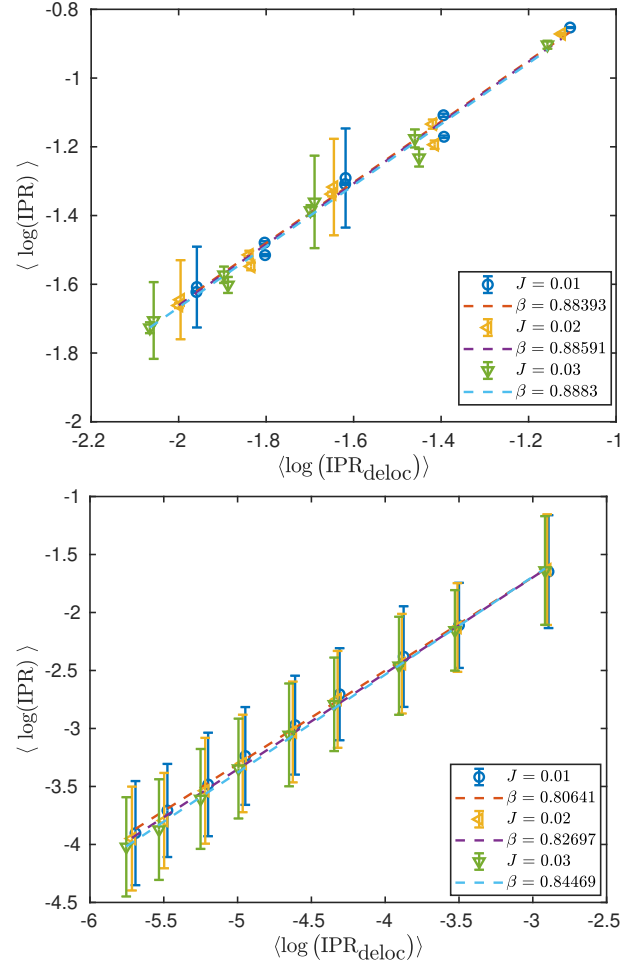 -0.8
-1
-1.2
-1.4
-1.6
-1.8
-2
⟨ log(IPR) ⟩
J = 0.01
β = 0.88393
J = 0.02
β = 0.88591
J = 0.03
β = 0.8883
-2.2 -2 -1.8 -1.6 -1.4 -1.2 -1
⟨log (IPR_deloc)⟩
-1
-1.5
-2
-2.5
-3
-3.5
-4
-4.5
⟨ log(IPR) ⟩
J = 0.01
β = 0.80641
J = 0.02
β = 0.82697
J = 0.03
β = 0.84469
-6 -5.5 -5 -4.5 -4 -3.5 -3 -2.5
⟨log (IPR_deloc)⟩